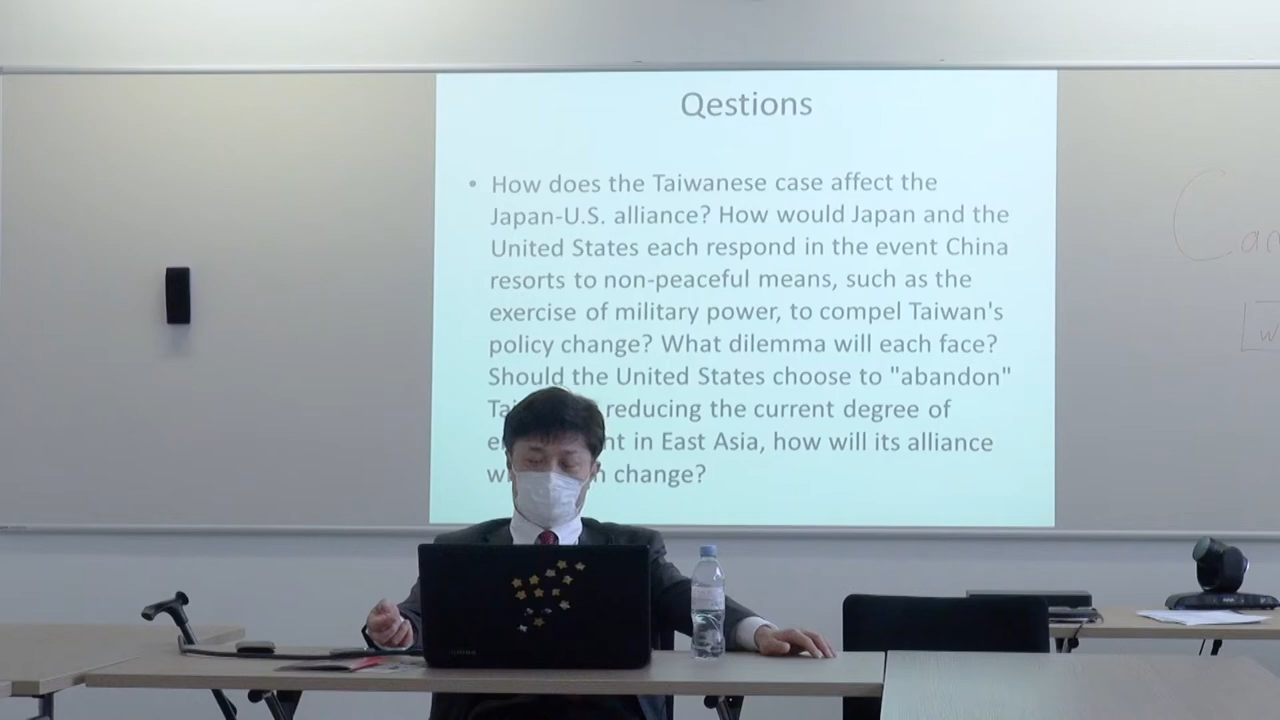 Qestions
• How does the Taiwanese case affect the
Japan-U.S. alliance? How would Japan and the
United States each respond in the event China
resorts to non-peaceful means, such as the
exercise of military power, to compel Taiwan's
policy change? What dilemma will each face?
Should the United States choose to "abandon"
reducing the current degree of
in East Asia, how will its alliance
change?